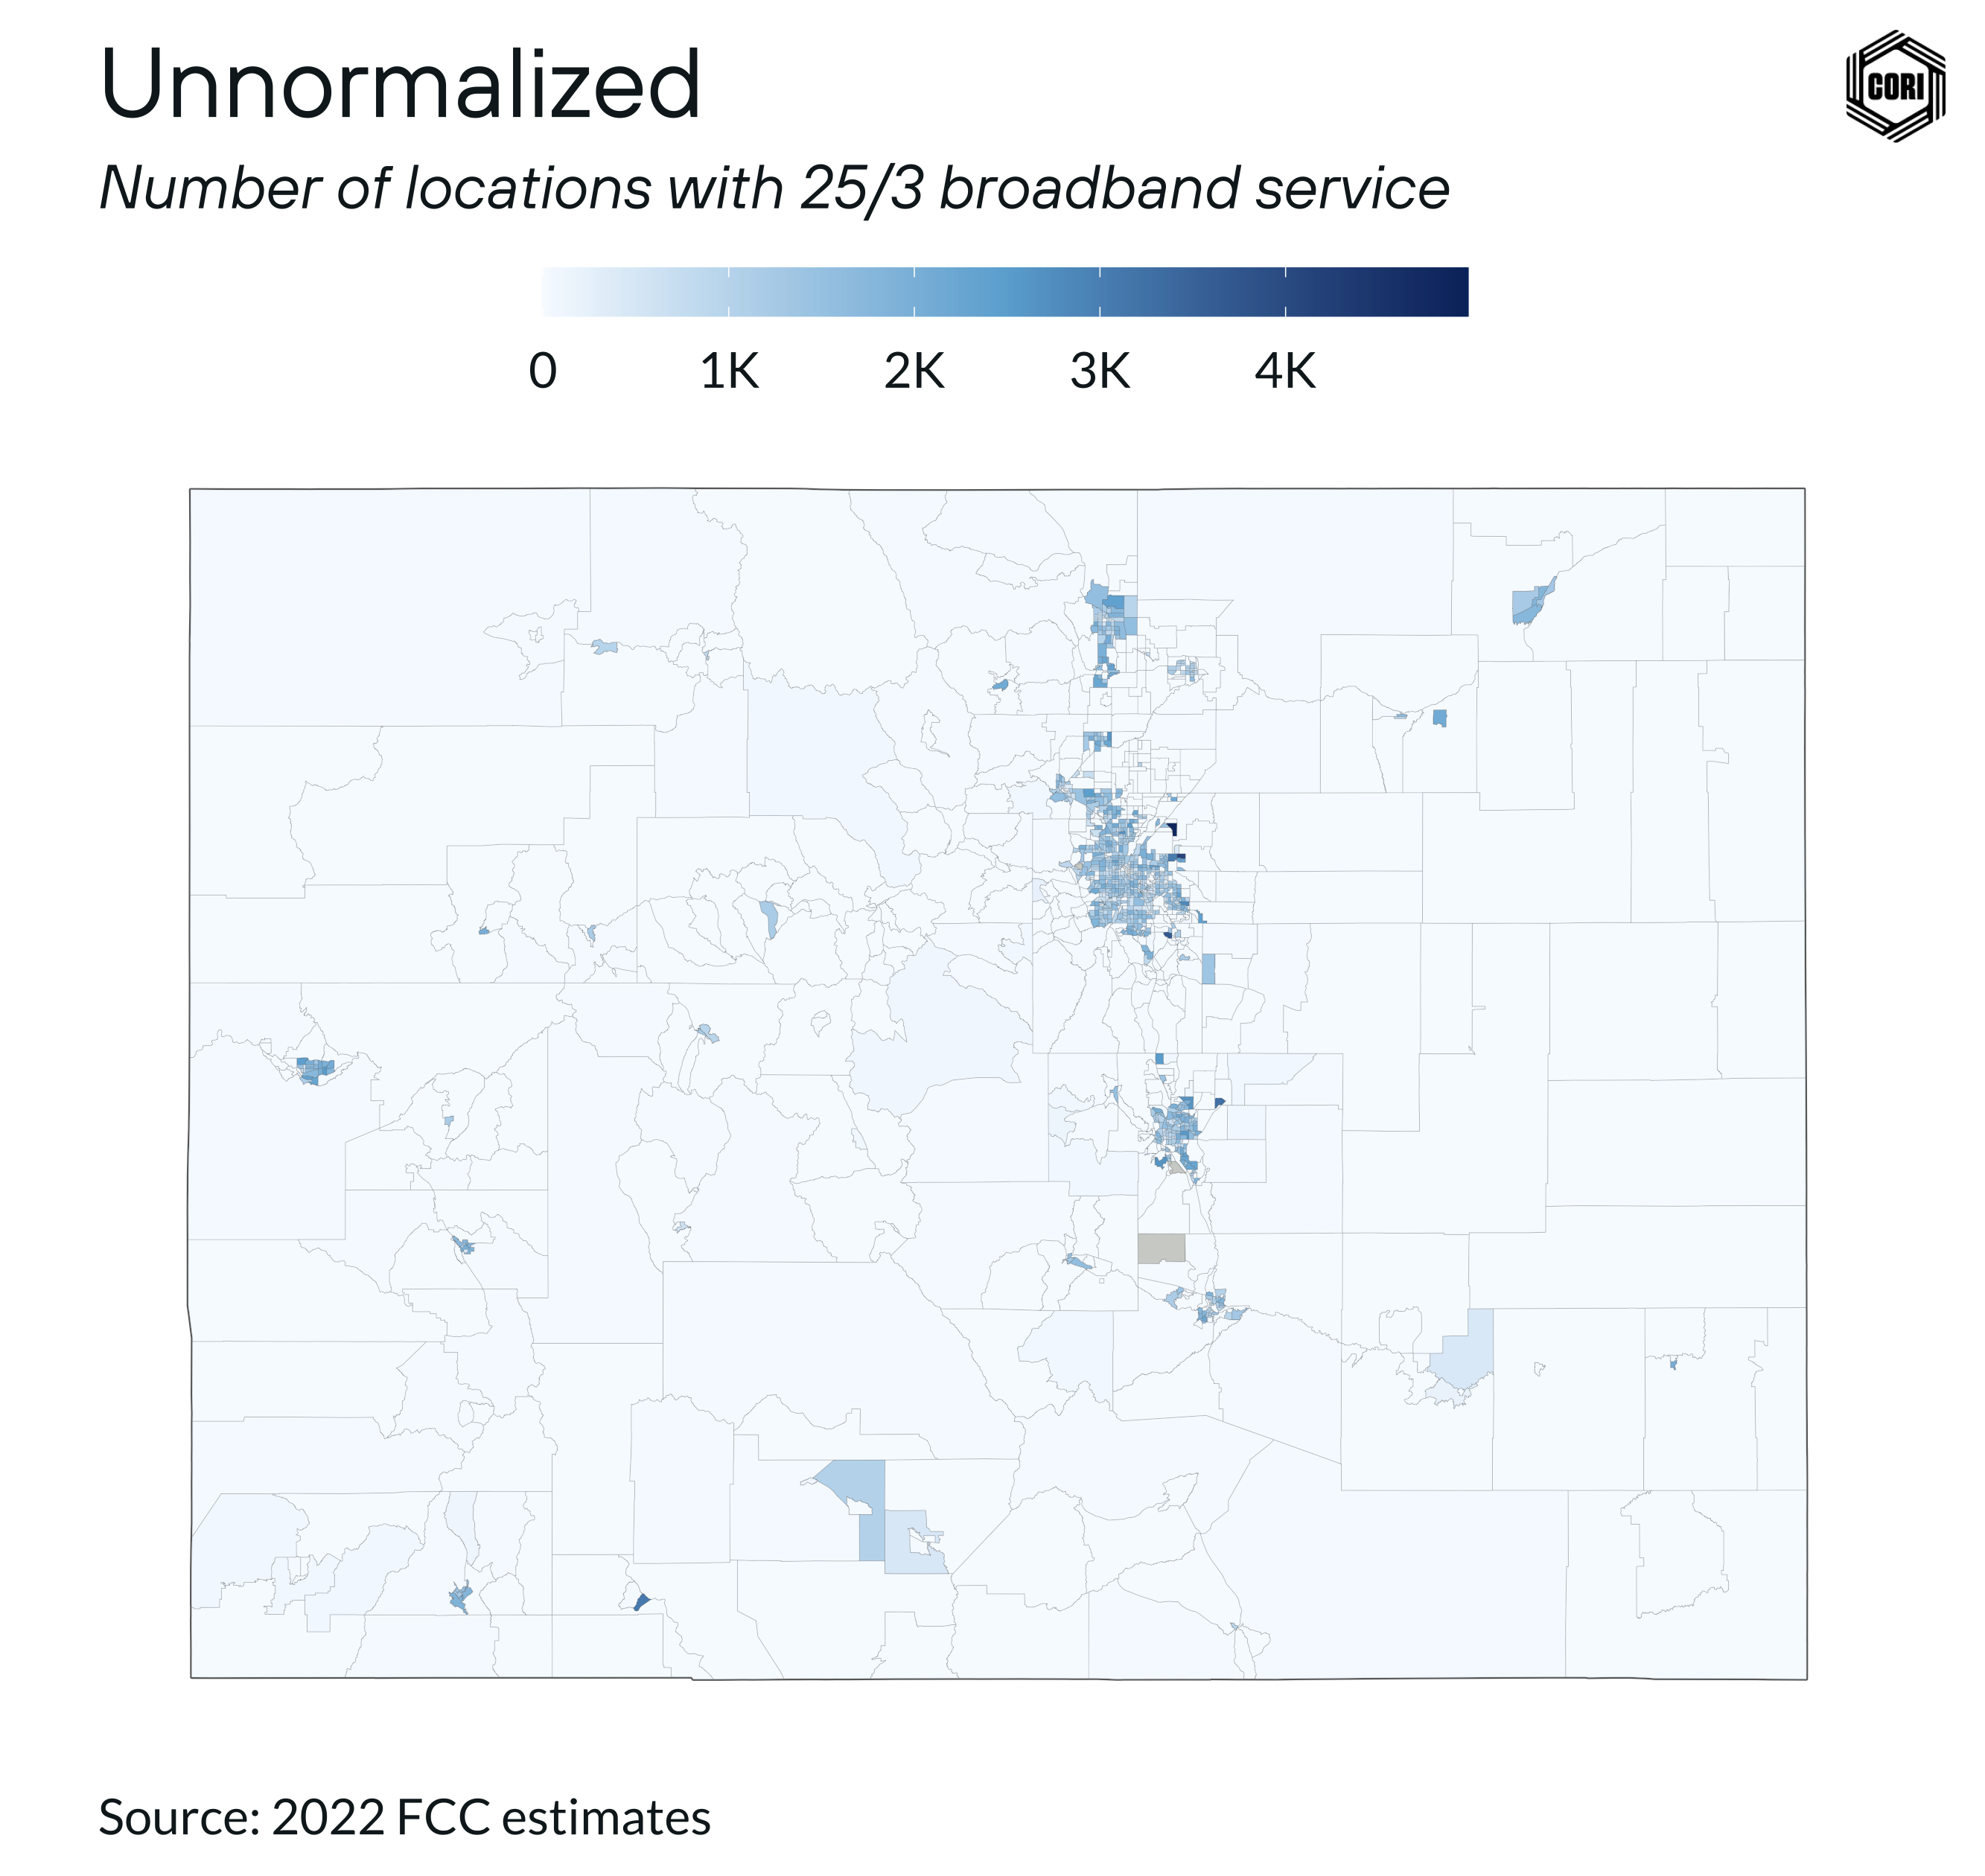 Unnormalized
CORI
Number of locations with 25/3 broadband service
0 1K 2K 3K 4K
Source: 2022 FCC estimates